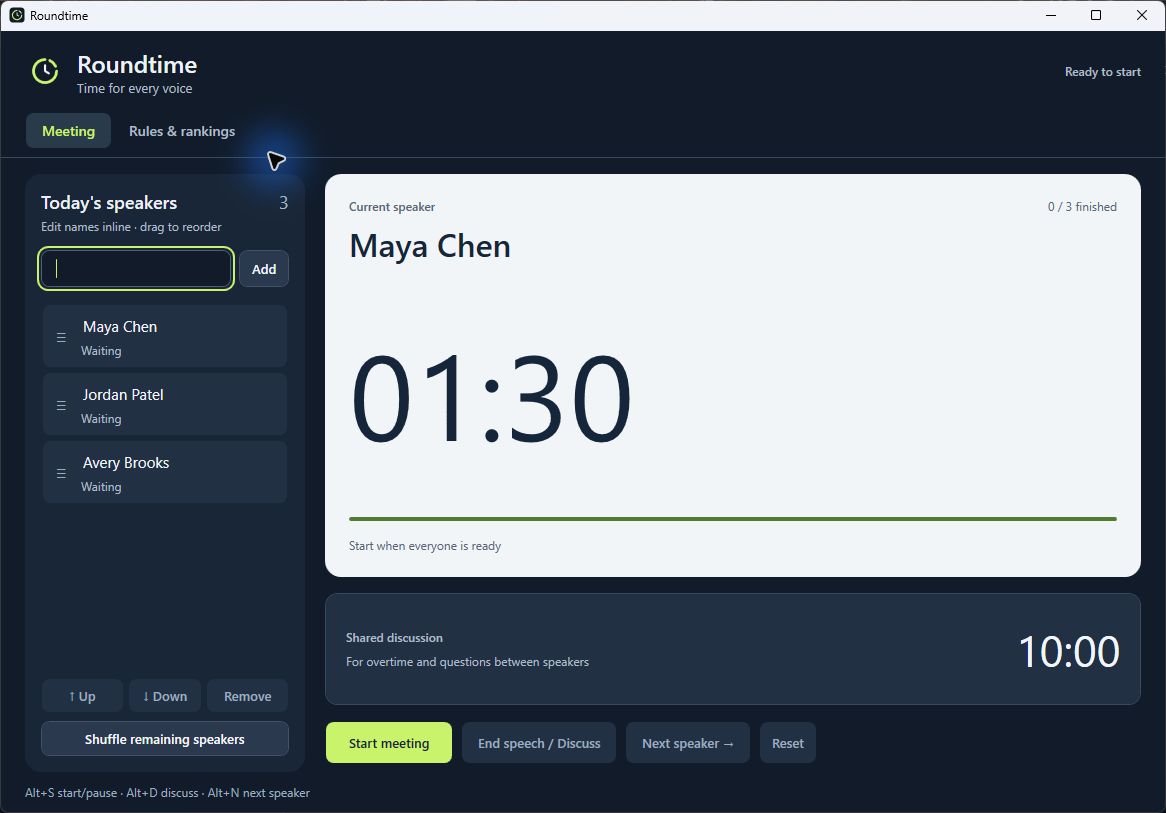 Roundtime
Roundtime
Time for every voice
Ready to start
Meeting
Rules & rankings
Today's speakers
3
Edit names inline · drag to reorder
Add
Maya Chen
Waiting
Jordan Patel
Waiting
Avery Brooks
Waiting
↑ Up
↓ Down
Remove
Shuffle remaining speakers
Current speaker
0 / 3 finished
Maya Chen
01:30
Start when everyone is ready
Shared discussion
For overtime and questions between speakers
10:00
Start meeting
End speech / Discuss
Next speaker →
Reset
Alt+S start/pause · Alt+D discuss · Alt+N next speaker